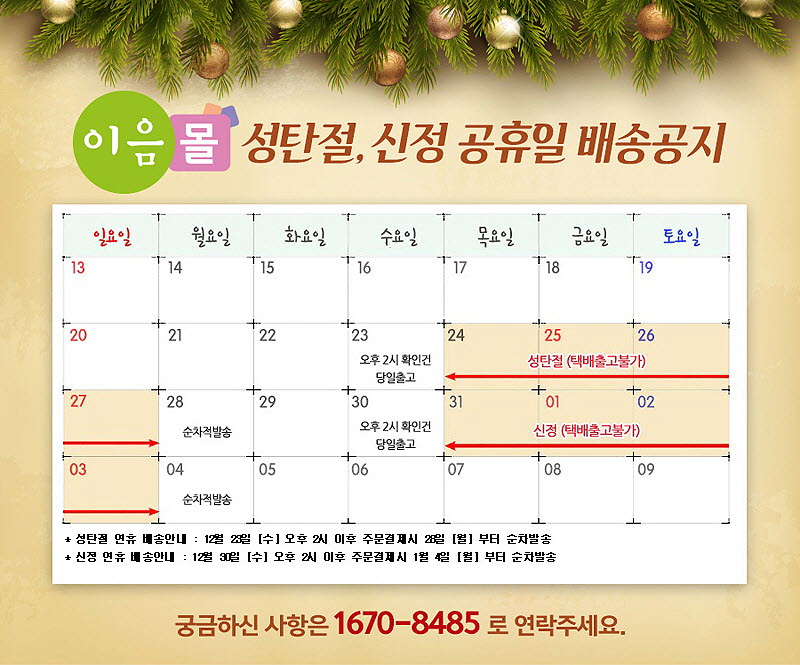 이음몰 성탄절, 신정 공휴일 배송공지
일요일 월요일 화요일 수요일 목요일 금요일 토요일
13 14 15 16 17 18 19
20 21 22 23 24 25 26
오후 2시 확인건
당일출고
성탄절 (택배출고불가)
27 28 29 30 31 01 02
순차적발송
오후 2시 확인건
당일출고
신정 (택배출고불가)
03 04 05 06 07 08 09
순차적발송
* 성탄절 연휴 배송안내 : 12월 23일 [수] 오후 2시 이후 주문결제시 28일 [월] 부터 순차발송
* 신정 연휴 배송안내 : 12월 30일 [수] 오후 2시 이후 주문결제시 1월 4일 [월] 부터 순차발송
궁금하신 사항은 1670-8485 로 연락주세요.